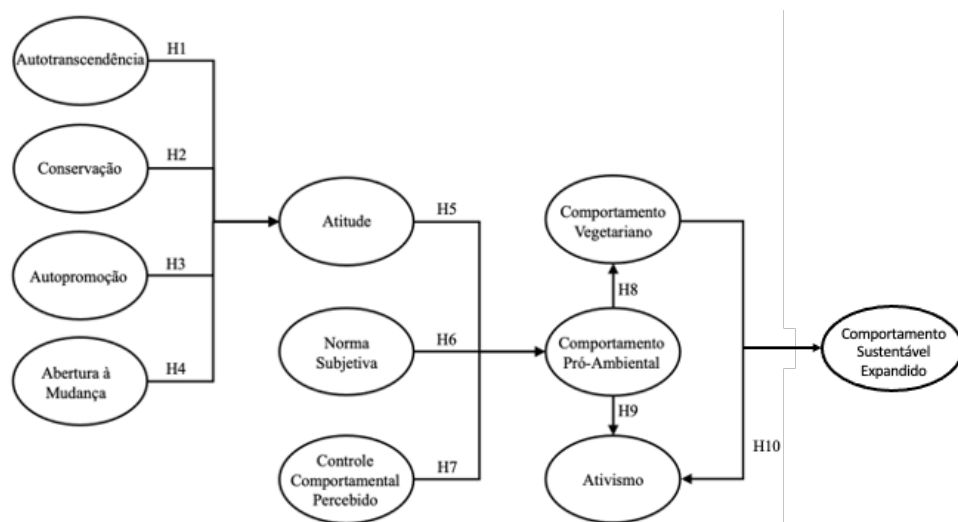 Autotranscendência
H1
Conservação
H2
Autopromoção
H3
Abertura à
Mudança
H4
Atitude
H5
Norma
Subjetiva
H6
Controle
Comportamental
Percebido
H7
Comportamento
Vegetariano
H8
Comportamento
Pró-Ambiental
H9
Ativismo
H10
Comportamento
Sustentável
Expandido